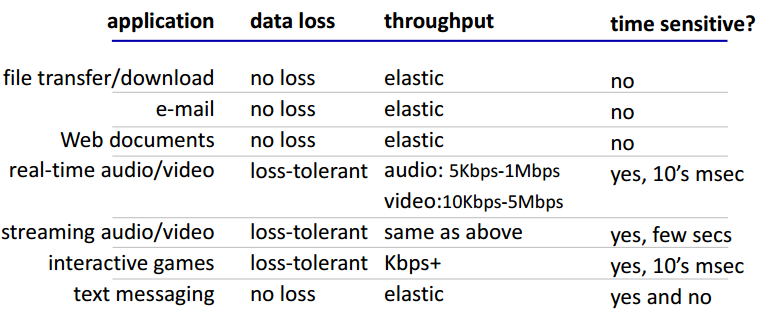 application data loss throughput time sensitive?
file transfer/download no loss elastic no
e-mail no loss elastic no
Web documents no loss elastic no
real-time audio/video loss-tolerant audio: 5Kbps-1Mbps yes, 10's msec
video:10Kbps-5Mbps
streaming audio/video loss-tolerant same as above yes, few secs
interactive games loss-tolerant Kbps+ yes, 10's msec
text messaging no loss elastic yes and no